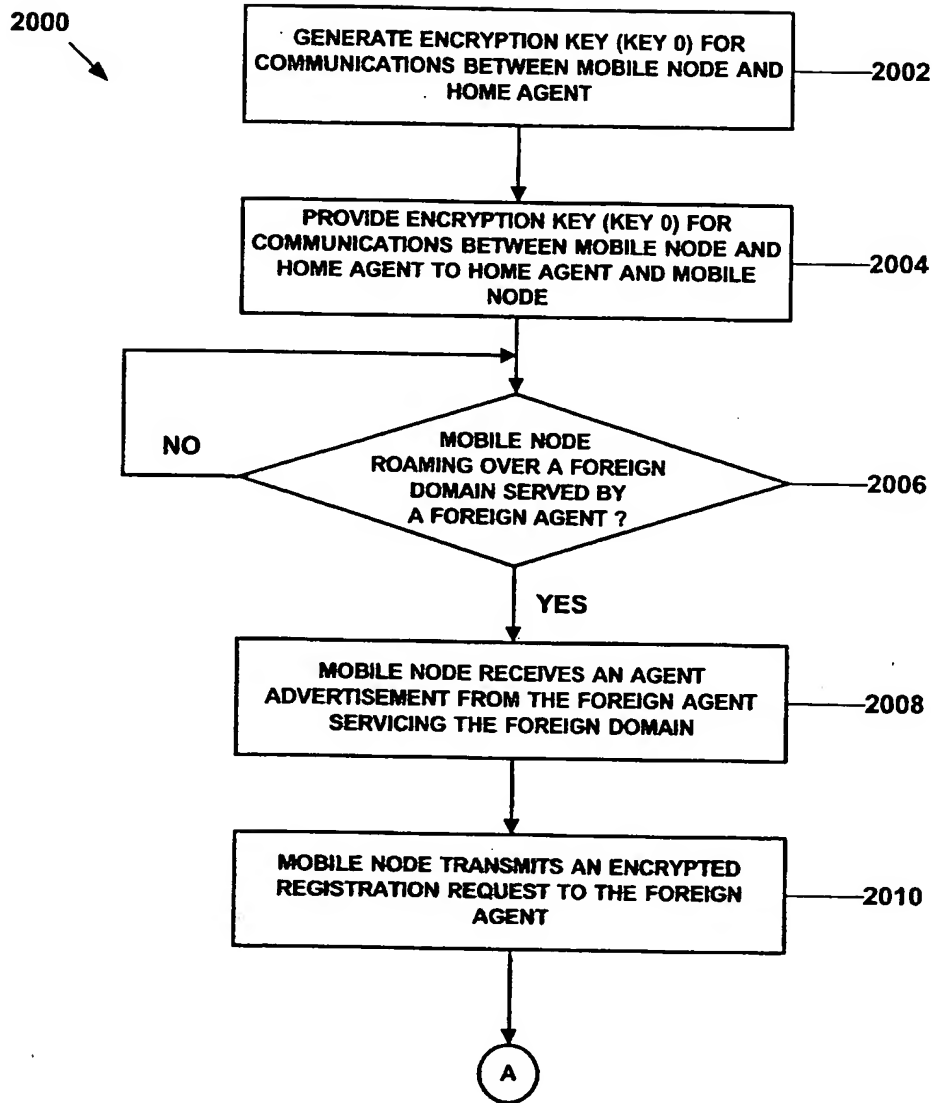 2000
GENERATE ENCRYPTION KEY (KEY 0) FOR
COMMUNICATIONS BETWEEN MOBILE NODE AND
HOME AGENT
2002
PROVIDE ENCRYPTION KEY (KEY 0) FOR
COMMUNICATIONS BETWEEN MOBILE NODE AND
HOME AGENT TO HOME AGENT AND MOBILE
NODE
2004
NO
MOBILE NODE
ROAMING OVER A FOREIGN
DOMAIN SERVED BY
A FOREIGN AGENT ?
2006
YES
MOBILE NODE RECEIVES AN AGENT
ADVERTISEMENT FROM THE FOREIGN AGENT
SERVICING THE FOREIGN DOMAIN
2008
MOBILE NODE TRANSMITS AN ENCRYPTED
REGISTRATION REQUEST TO THE FOREIGN
AGENT
2010
A